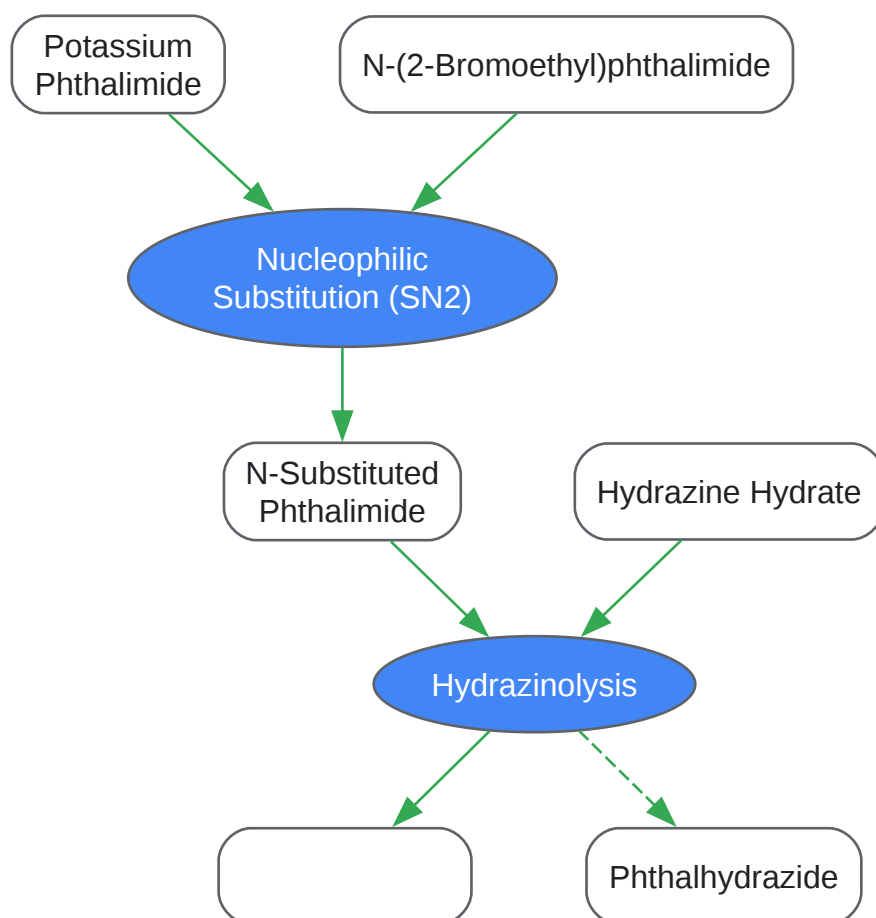 Potassium
Phthalimide
N-(2-Bromoethyl)phthalimide
Nucleophilic
Substitution (SN2)
N-Substituted
Phthalimide
Hydrazine Hydrate
Hydrazinolysis
Phthalhydrazide